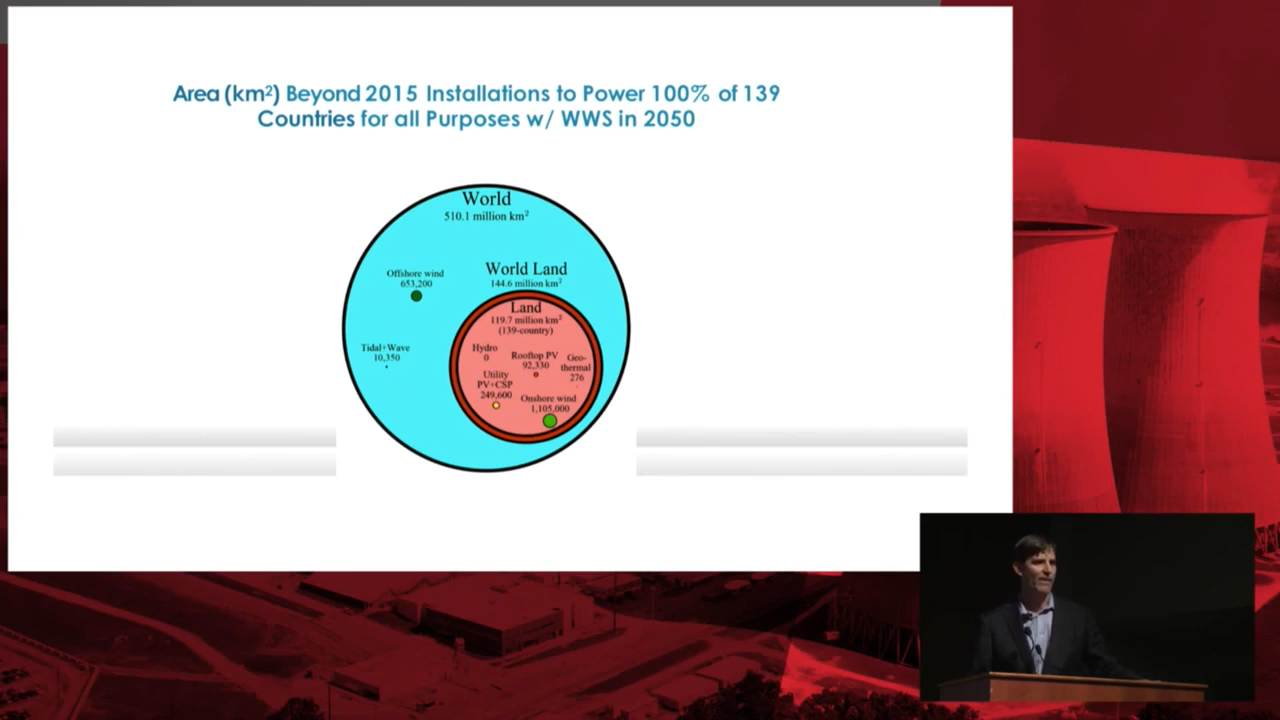 Area (km²) Beyond 2015 Installations to Power 100% of 139
Countries for all Purposes w/ WWS in 2050
World
510.1 million km²
World Land
144.6 million km²
Offshore wind
653,200
Land
119.7 million km²
(139-country)
Tidal+Wave
10,350
Hydro
0
Rooftop PV
92,330
Geo-
thermal
276
Utility
PV+CSP
249,600
Onshore wind
1,105,000